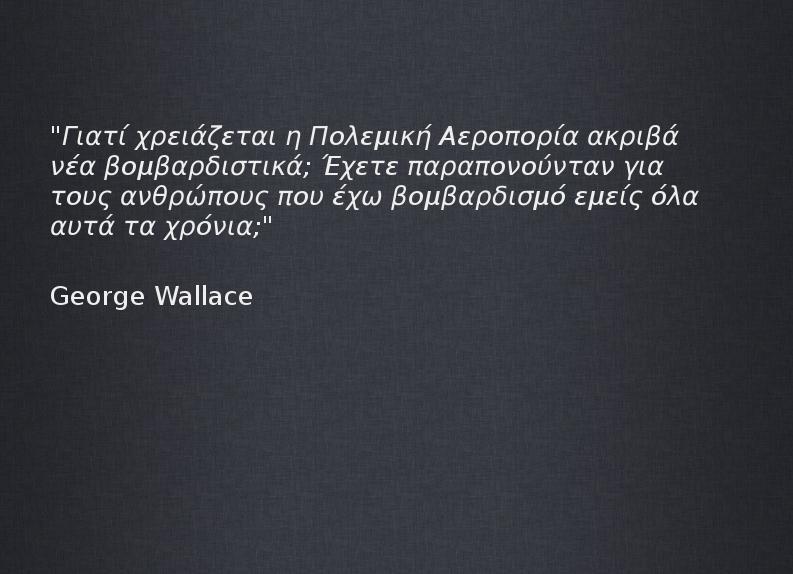 "Γιατί χρειάζεται η Πολεμική Αεροπορία ακριβά
νέα βομβαρδιστικά; Έχετε παραπονούνταν για
τους ανθρώπους που έχω βομβαρδισμό εμείς όλα
αυτά τα χρόνια;"
George Wallace